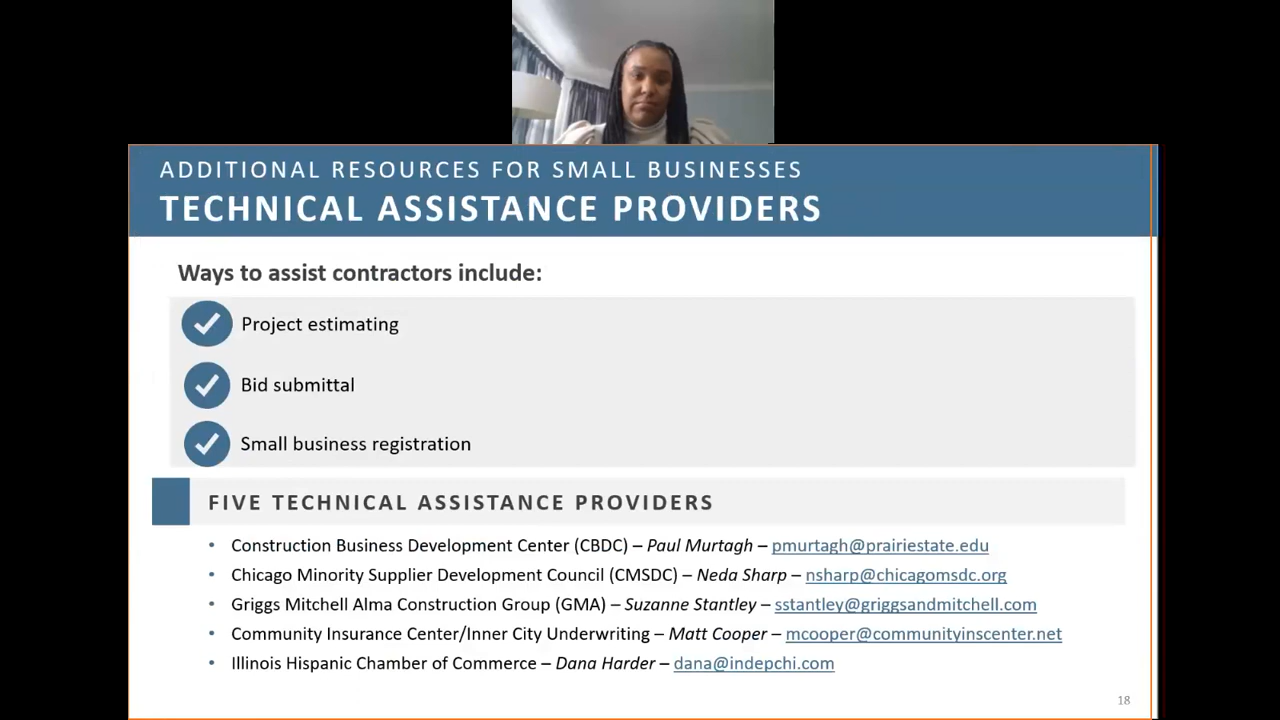 ADDITIONAL RESOURCES FOR SMALL BUSINESSES
TECHNICAL ASSISTANCE PROVIDERS
Ways to assist contractors include:
Project estimating
Bid submittal
Small business registration
FIVE TECHNICAL ASSISTANCE PROVIDERS
• Construction Business Development Center (CBDC) – Paul Murtagh – pmurtagh@prairiestate.edu
• Chicago Minority Supplier Development Council (CMSDC) – Neda Sharp – nsharp@chicagomsdc.org
• Griggs Mitchell Alma Construction Group (GMA) – Suzanne Stantley – sstantley@griggsandmitchell.com
• Community Insurance Center/Inner City Underwriting – Matt Cooper – mcooper@communityinscenter.net
• Illinois Hispanic Chamber of Commerce – Dana Harder – dana@indepchi.com
18